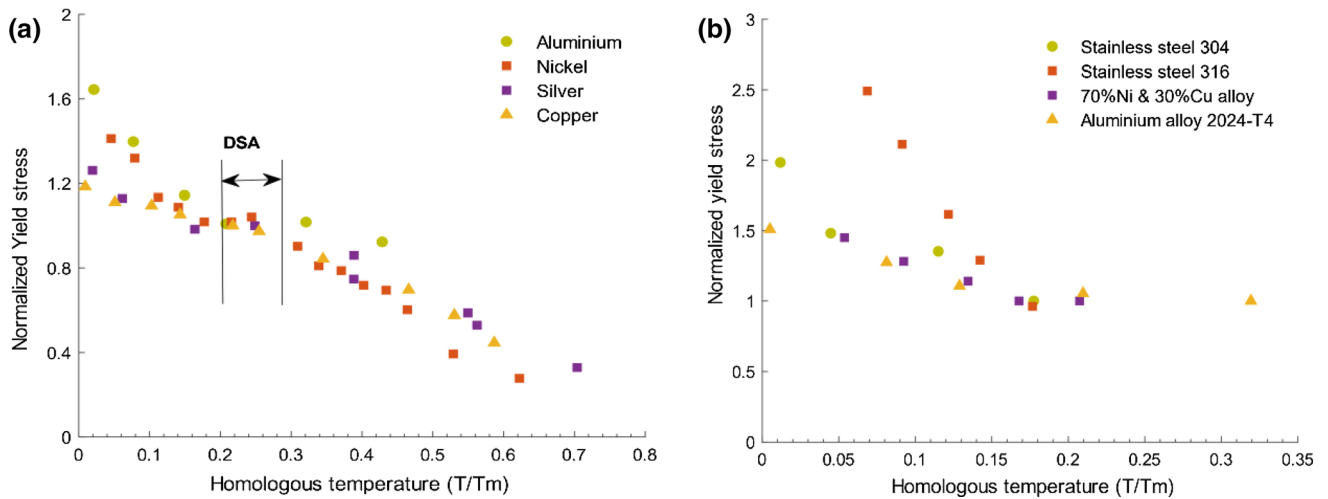 (a)
2
1.6
1.2
0.8
0.4
0
Normalized Yield stress
Aluminium
Nickel
Silver
Copper
DSA
0 0.1 0.2 0.3 0.4 0.5 0.6 0.7 0.8
Homologous temperature (T/Tm)
(b)
3
2.5
2
1.5
1
0.5
0
Normalized yield stress
Stainless steel 304
Stainless steel 316
70%Ni & 30%Cu alloy
Aluminium alloy 2024-T4
0 0.05 0.1 0.15 0.2 0.25 0.3 0.35
Homologous temperature (T/Tm)